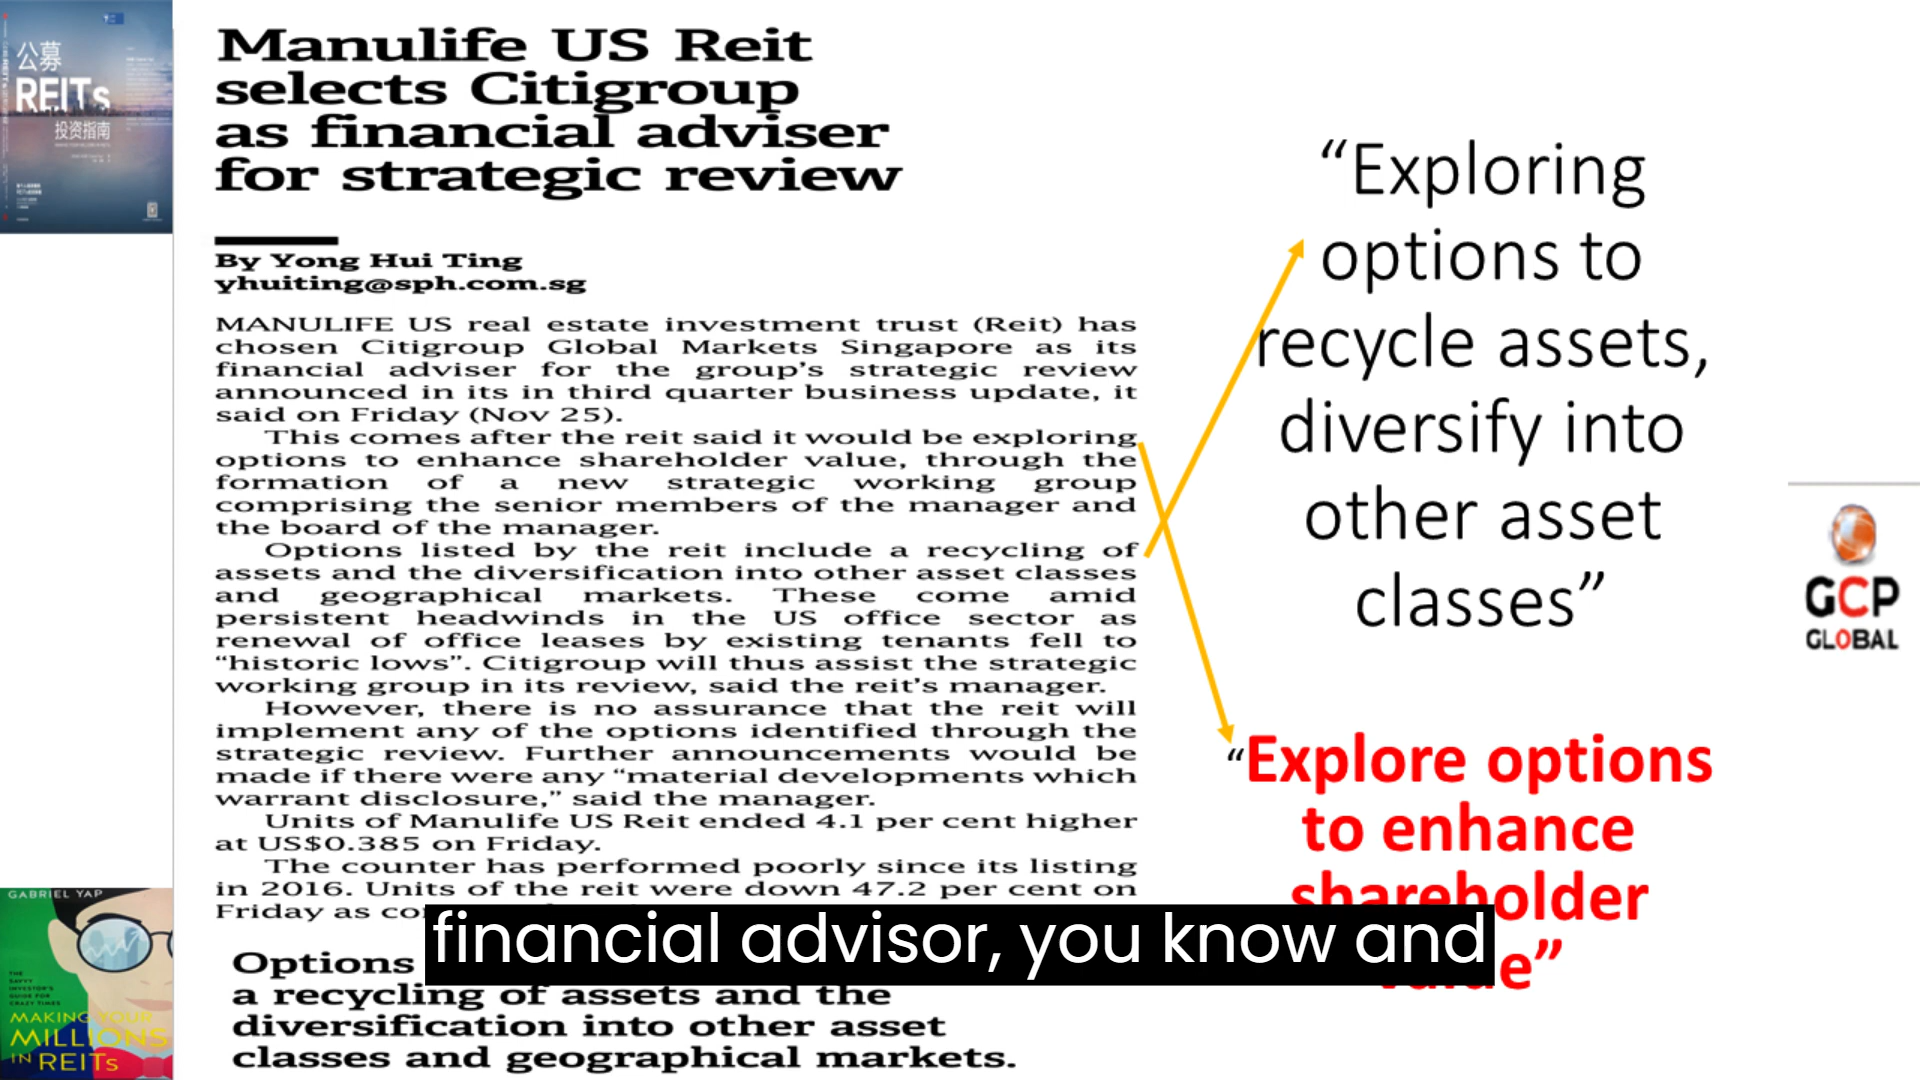 公募
REITs
投资指南
Manulife US Reit
selects Citigroup
as financial adviser
for strategic review
By Yong Hui Ting
yhuiting@sph.com.sg
MANULIFE US real estate investment trust (Reit) has
chosen Citigroup Global Markets Singapore as its
financial adviser for the group's strategic review
announced in its in third quarter business update, it
said on Friday (Nov 25).
This comes after the reit said it would be exploring
options to enhance shareholder value, through the
formation of a new strategic working group
comprising the senior members of the manager and
the board of the manager.
Options listed by the reit include a recycling of
assets and the diversification into other asset classes
and geographical markets. These come amid
persistent headwinds in the US office sector as
renewal of office leases by existing tenants fell to
“historic lows”. Citigroup will thus assist the strategic
working group in its review, said the reit's manager.
However, there is no assurance that the reit will
implement any of the options identified through the
strategic review. Further announcements would be
made if there were any “material developments which
warrant disclosure,” said the manager.
Units of Manulife US Reit ended 4.1 per cent higher
at US$0.385 on Friday.
The counter has performed poorly since its listing
in 2016. Units of the reit were down 47.2 per cent on
Friday as
Options
a recycling of assets and the
diversification into other asset
classes and geographical markets.
“Exploring
options to
recycle assets,
diversify into
other asset
classes”
“Explore options
to enhance
shareholder
value”
GCP
GLOBAL
GABRIEL YAP
THE
SAVVY
INVESTOR'S
GUIDE FOR
CRAZY TIMES
MAKING YOUR
MILLIONS
IN REITs
financial advisor, you know and